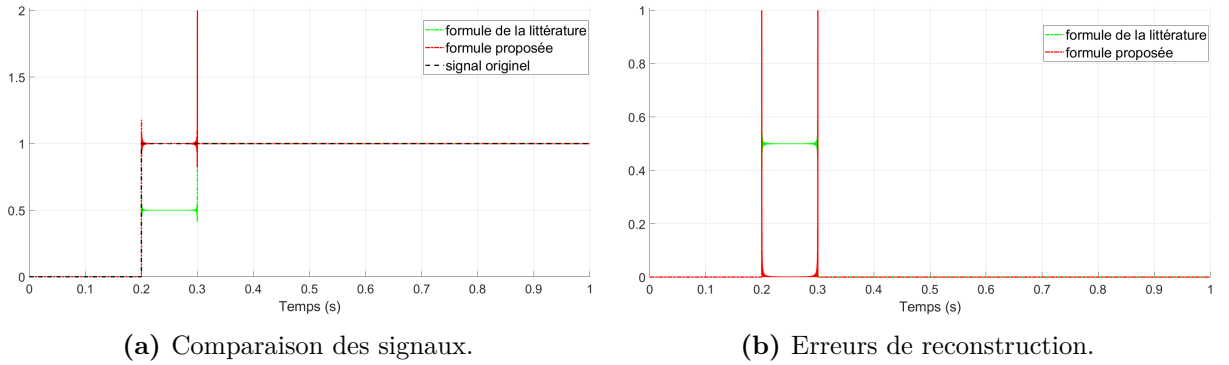 2
1.5
1
0.5
0
0 0.1 0.2 0.3 0.4 0.5 0.6 0.7 0.8 0.9 1
Temps (s)
formule de la littérature
formule proposée
signal originel
(a) Comparaison des signaux.
1
0.8
0.6
0.4
0.2
0
0 0.1 0.2 0.3 0.4 0.5 0.6 0.7 0.8 0.9 1
Temps (s)
formule de la littérature
formule proposée
(b) Erreurs de reconstruction.